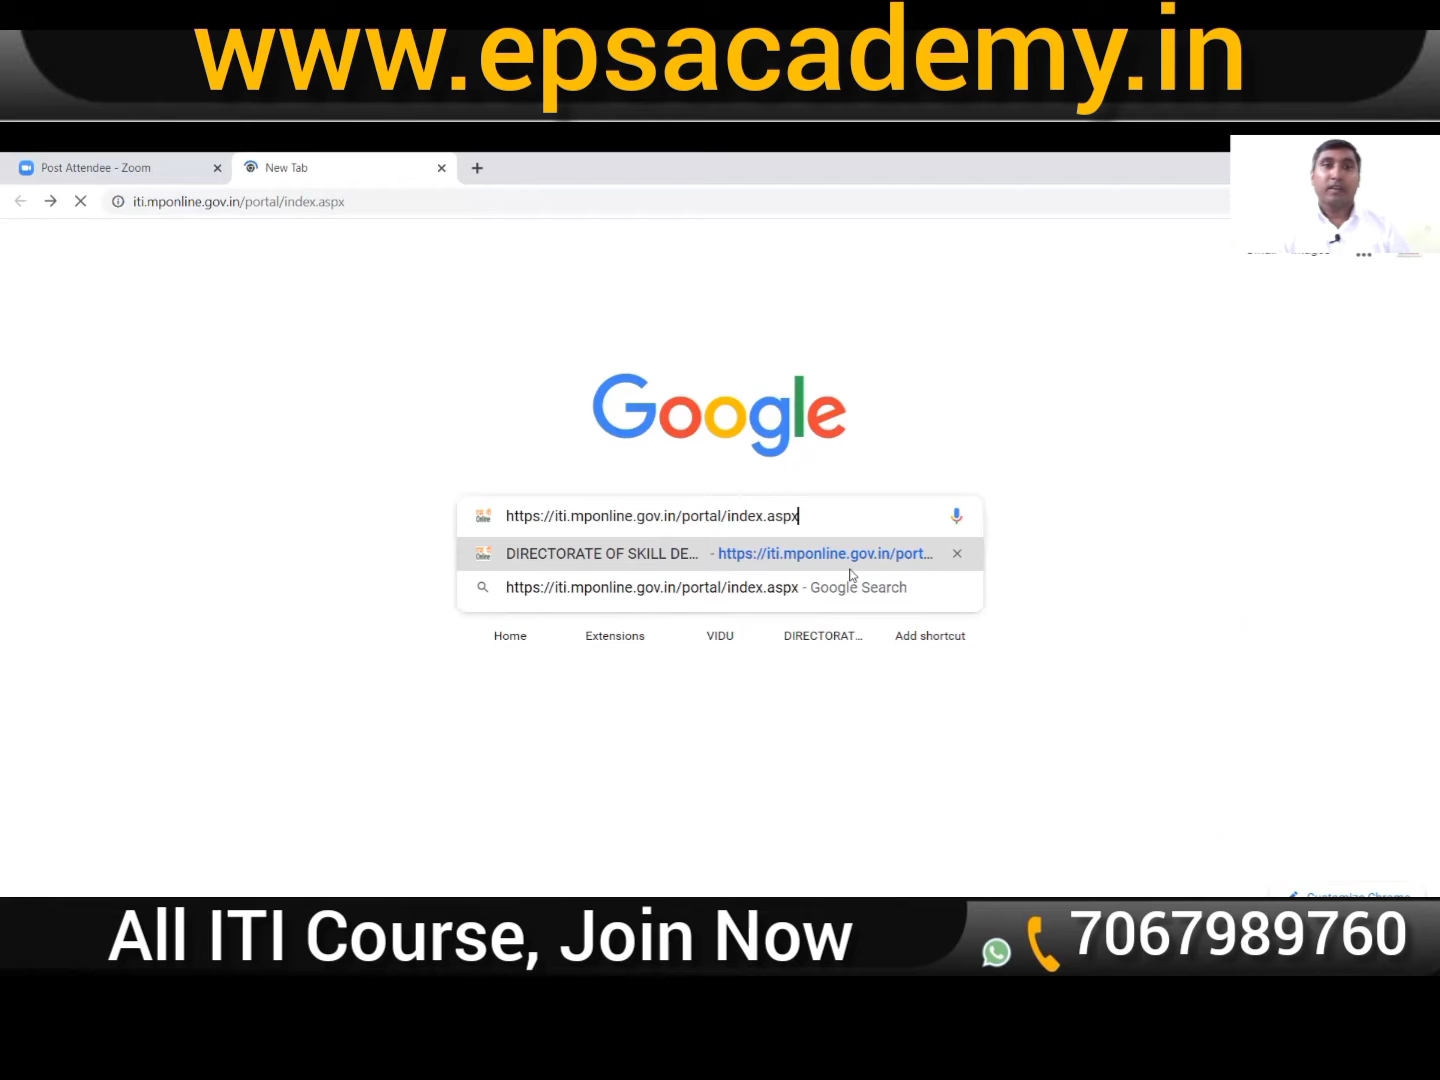 www.epsacademy.in
Post Attendee - Zoom
New Tab
iti.mponline.gov.in/portal/index.aspx
Google
https://iti.mponline.gov.in/portal/index.aspx
DIRECTORATE OF SKILL DE... - https://iti.mponline.gov.in/port...
https://iti.mponline.gov.in/portal/index.aspx - Google Search
Home Extensions VIDU DIRECTORAT... Add shortcut
Customize Chrome
All ITI Course, Join Now
7067989760